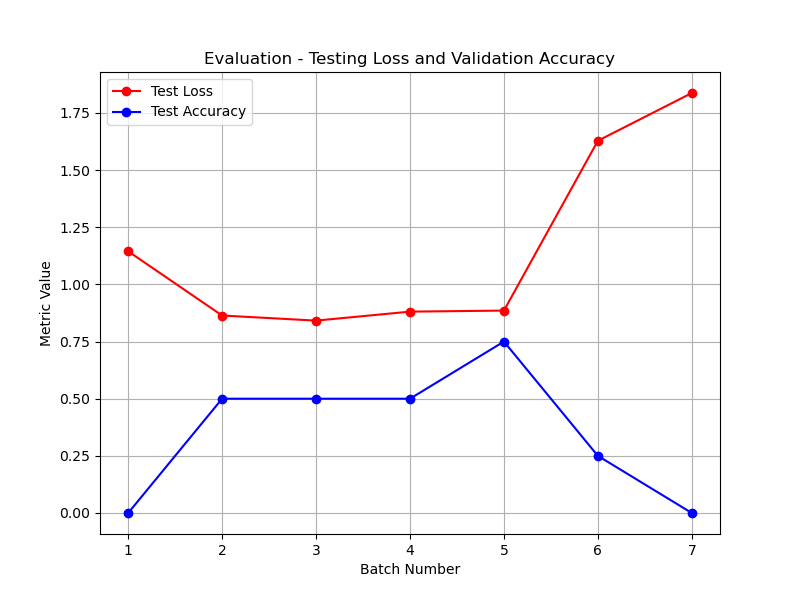 Evaluation - Testing Loss and Validation Accuracy
Test Loss
Test Accuracy
Metric Value
1.75
1.50
1.25
1.00
0.75
0.50
0.25
0.00
1 2 3 4 5 6 7
Batch Number